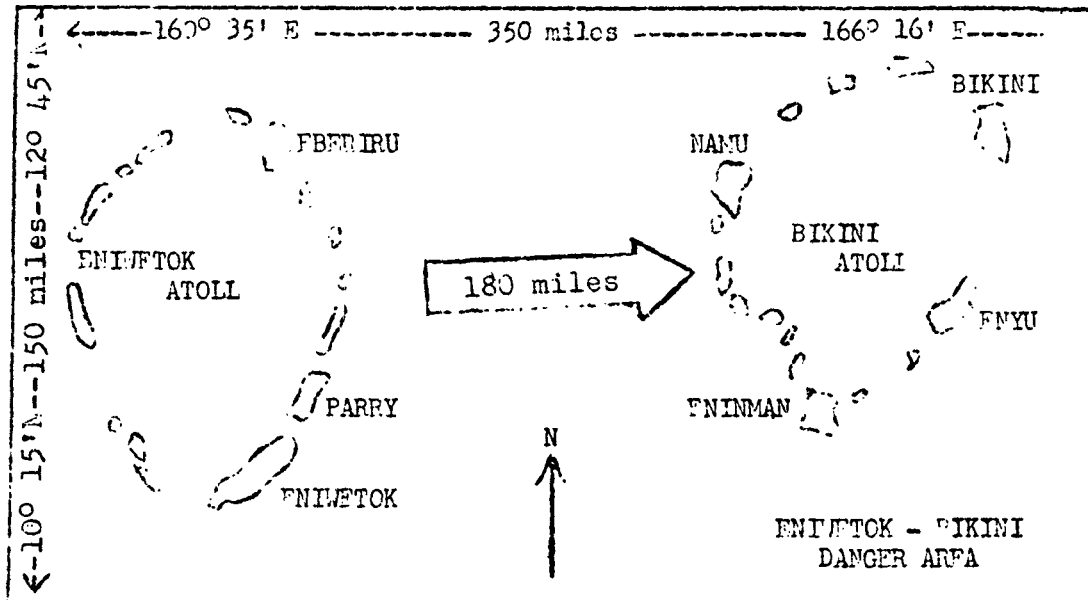 160° 35' E 350 miles 166° 16' E
10° 15'N--150 miles--12° 45'N
BIKINI
EBERIRU
NAMU
BIKINI
ATOLL
ENIWETOK
ATOLL
180 miles
ENYU
PARRY
ENINMAN
N
ENIWETOK
ENIWETOK - BIKINI
DANGER AREA